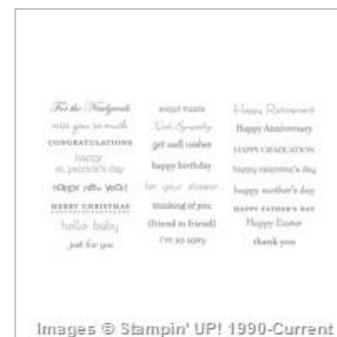 For the Newlyweds
miss you so much
CONGRATULATIONS
happy
st. patrick's day
happy new year!
MERRY CHRISTMAS
hello baby
just for you
With Sympathy
get well wishes
happy birthday
for your shower
thinking of you
(friend to friend)
i'm so sorry
Happy Retirement
Happy Anniversary
HAPPY GRADUATION
happy valentine's day
happy mother's day
HAPPY FATHER'S DAY
Happy Easter
thank you
Images © Stampin' UP! 1990-Current